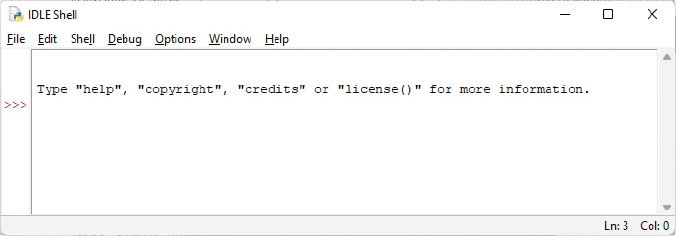 IDLE Shell
File Edit Shell Debug Options Window Help
Type "help", "copyright", "credits" or "license()" for more information.
>>>
Ln: 3 Col: 0